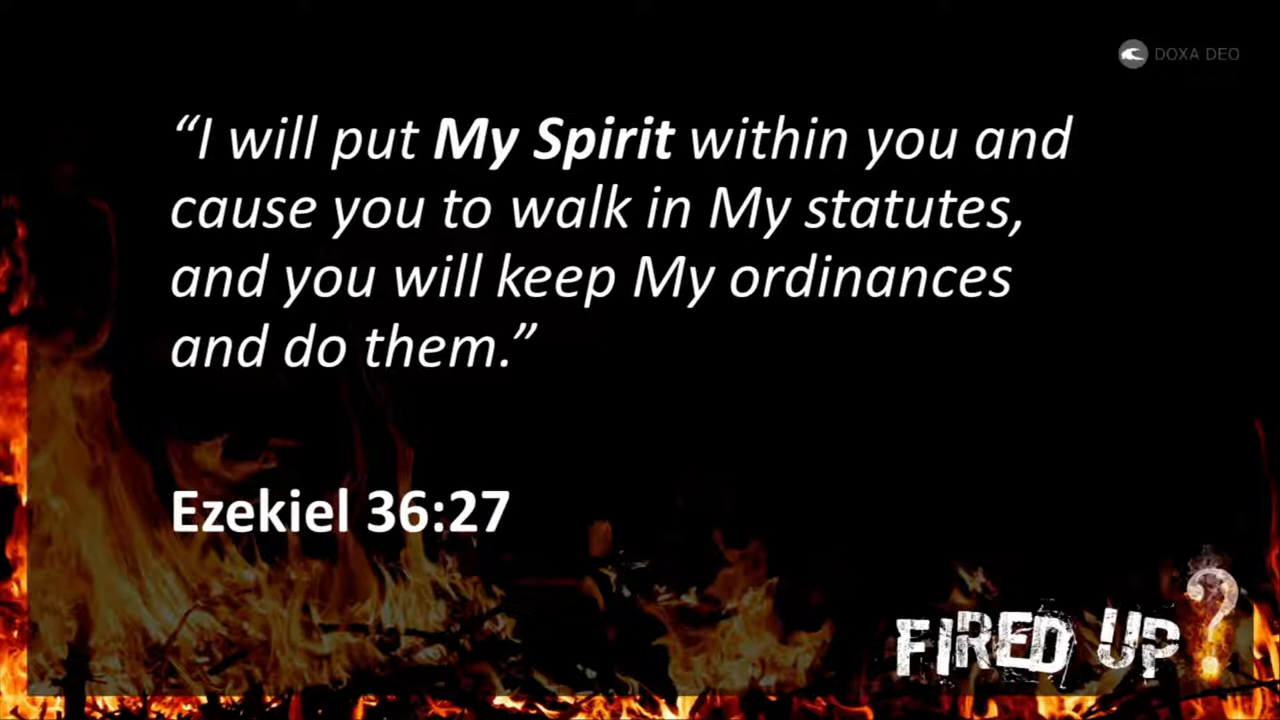 DOXA DEO
“I will put My Spirit within you and
cause you to walk in My statutes,
and you will keep My ordinances
and do them.”
Ezekiel 36:27
FIRED UP ?